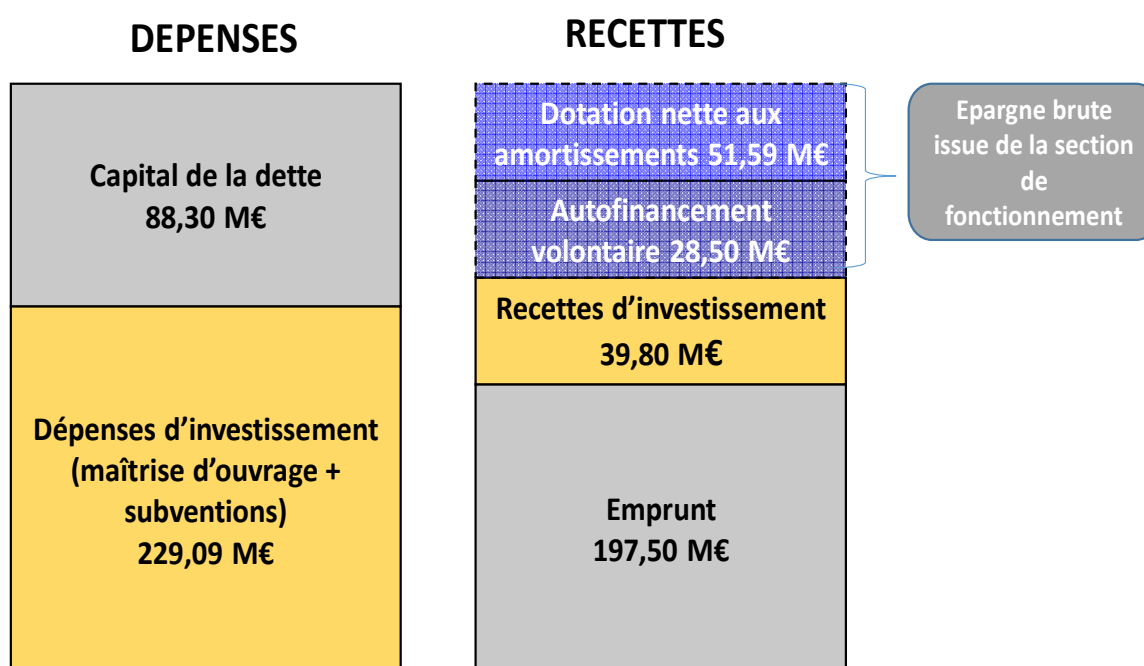 DEPENSES
RECETTES
Capital de la dette
88,30 M€
Dépenses d’investissement
(maîtrise d’ouvrage +
subventions)
229,09 M€
Dotation nette aux
amortissements 51,59 M€
Autofinancement
volontaire 28,50 M€
Recettes d’investissement
39,80 M€
Emprunt
197,50 M€
Epargne brute
issue de la section
de
fonctionnement